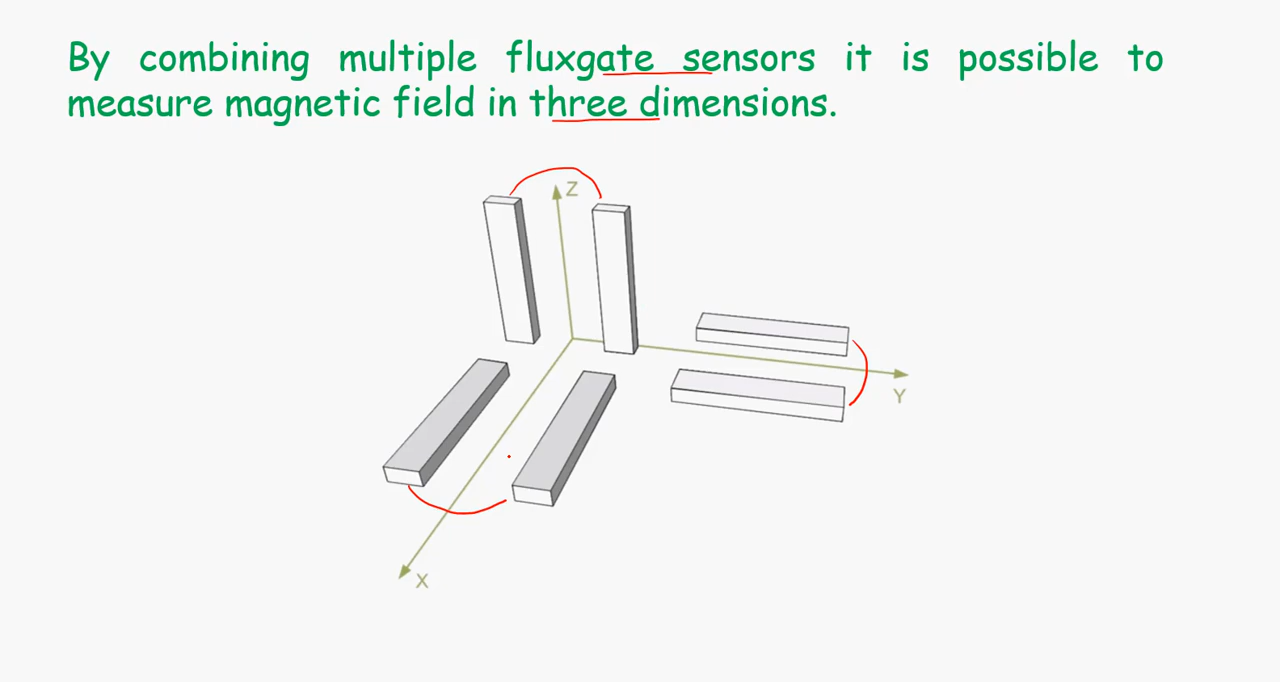 By combining multiple fluxgate sensors it is possible to
measure magnetic field in three dimensions.
Z
Y
X